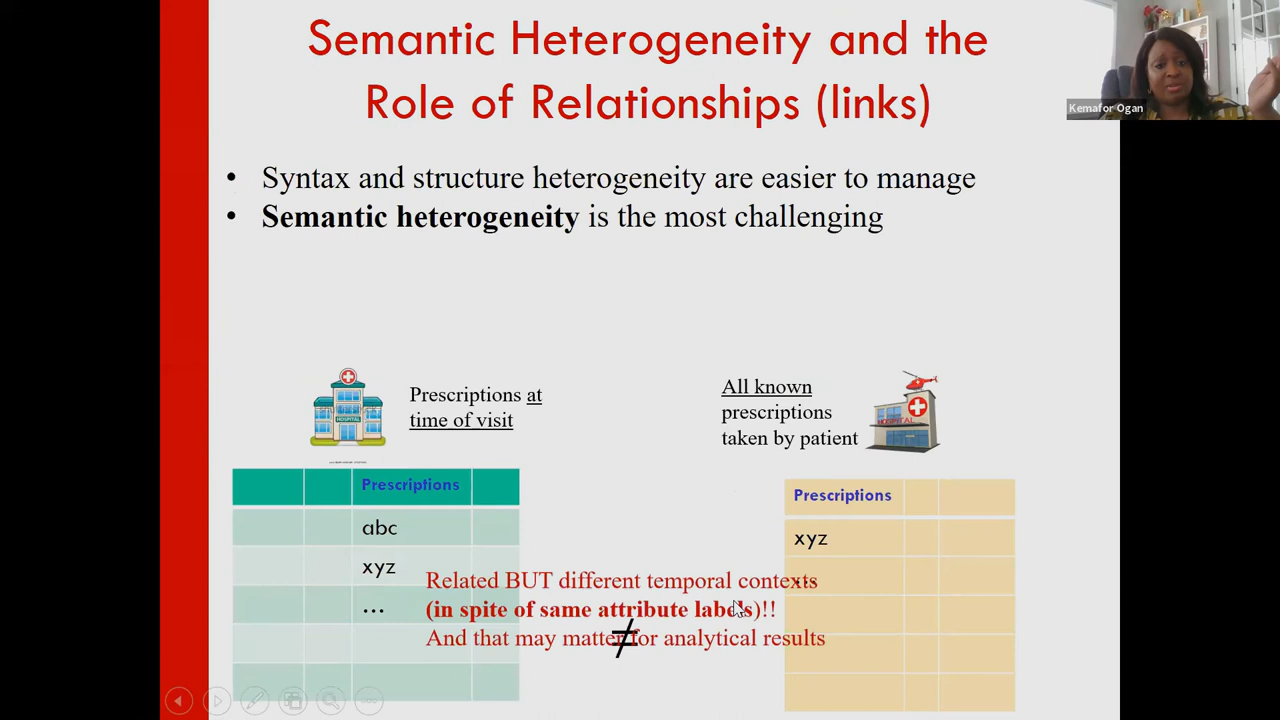 Semantic Heterogeneity and the
Role of Relationships (links)
Kemafor Ogan
• Syntax and structure heterogeneity are easier to manage
• Semantic heterogeneity is the most challenging
Prescriptions at
time of visit
HOSPITAL
All known
prescriptions
taken by patient
HOSPITAL
Prescriptions
abc
xyz
...
Prescriptions
xyz
...
Related BUT different temporal contexts
(in spite of same attribute labels)!!
And that may matter for analytical results
≠